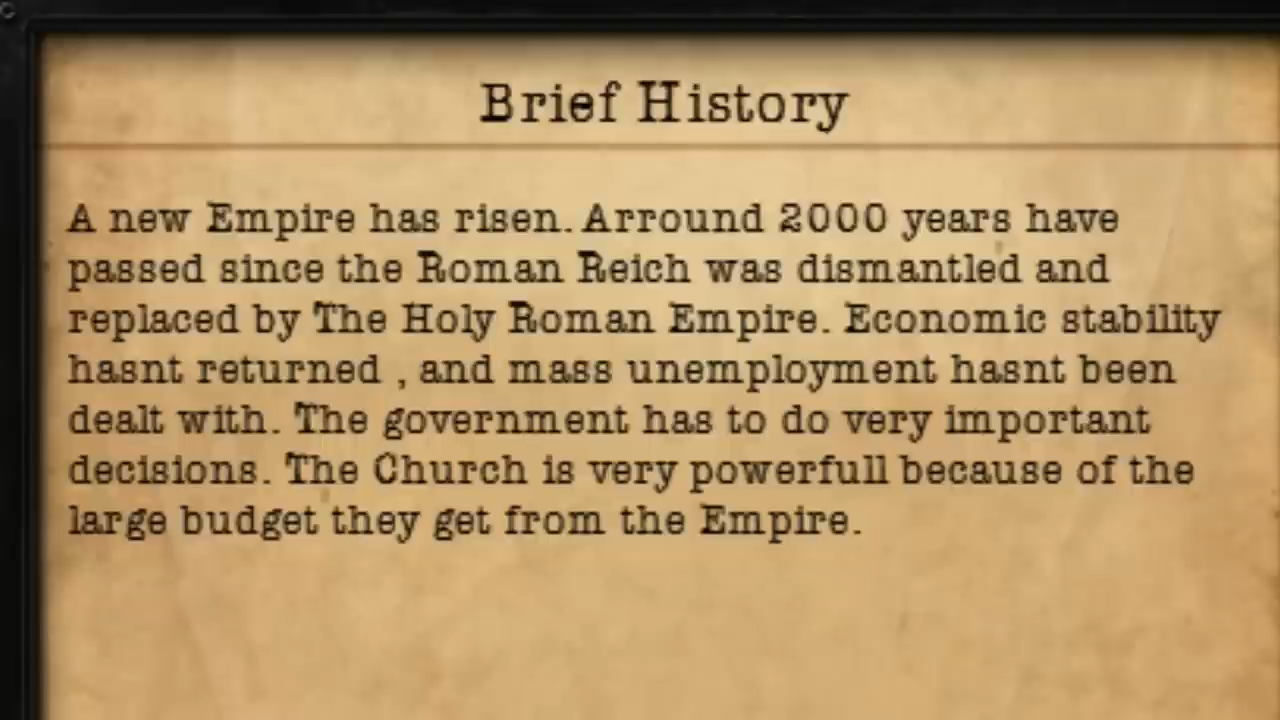 Brief History
A new Empire has risen. Arround 2000 years have
passed since the Roman Reich was dismantled and
replaced by The Holy Roman Empire. Economic stability
hasnt returned , and mass unemployment hasnt been
dealt with. The government has to do very important
decisions. The Church is very powerfull because of the
large budget they get from the Empire.